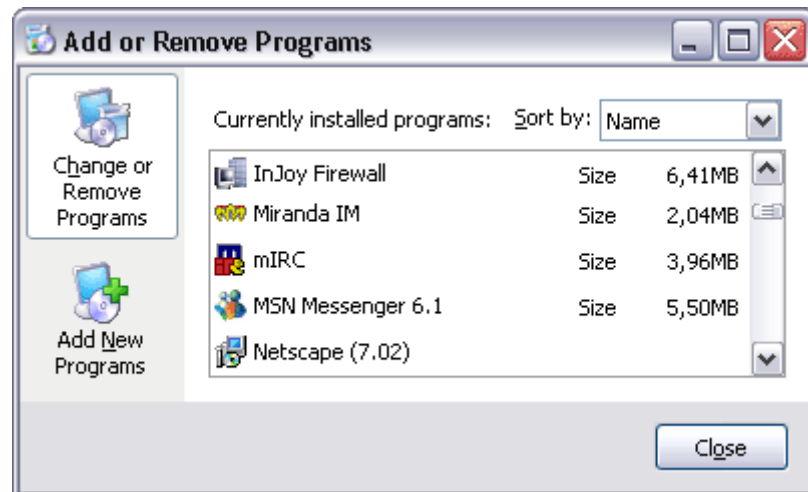 Add or Remove Programs
Change or
Remove
Programs
Add New
Programs
Currently installed programs: Sort by: Name
InJoy Firewall Size 6,41MB
Miranda IM Size 2,04MB
mIRC Size 3,96MB
MSN Messenger 6.1 Size 5,50MB
Netscape (7.02)
Close